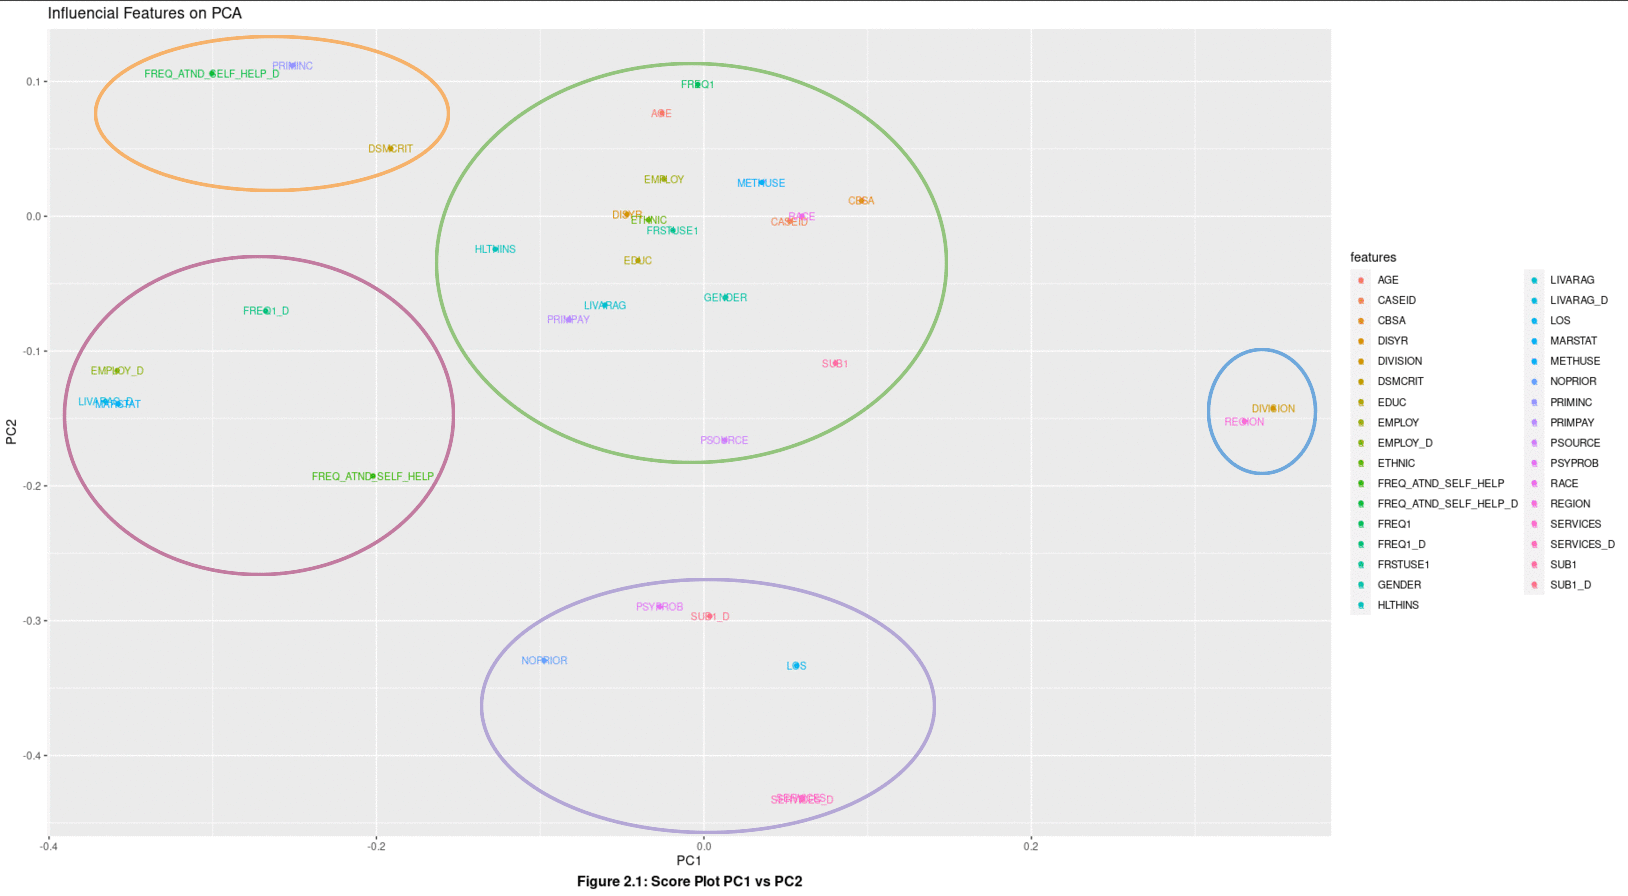 Influencial Features on PCA
PRIMINC
FREQ_ATND_SELF_HELP_D
FREQ1
AGE
DSMCRIT
EMPLOY
METHUSE
CBSA
DISYR
RACE
ETHNIC
CASEID
FRSTUSE1
HLTHINS
EDUC
GENDER
LIVARAG
FREQ1_D
PRIMPAY
SUB1
EMPLOY_D
LIVARAG_D
MARSTAT
DIVISION
REGION
PSOURCE
FREQ_ATND_SELF_HELP
PSYPROB
SUB1_D
NOPRIOR
LOS
SERVICES
SERVICES_D
0.1
0.0
-0.1
-0.2
-0.3
-0.4
PC2
-0.4
-0.2
0.0
0.2
PC1
Figure 2.1: Score Plot PC1 vs PC2
features
AGE
CASEID
CBSA
DISYR
DIVISION
DSMCRIT
EDUC
EMPLOY
EMPLOY_D
ETHNIC
FREQ_ATND_SELF_HELP
FREQ_ATND_SELF_HELP_D
FREQ1
FREQ1_D
FRSTUSE1
GENDER
HLTHINS
LIVARAG
LIVARAG_D
LOS
MARSTAT
METHUSE
NOPRIOR
PRIMINC
PRIMPAY
PSOURCE
PSYPROB
RACE
REGION
SERVICES
SERVICES_D
SUB1
SUB1_D